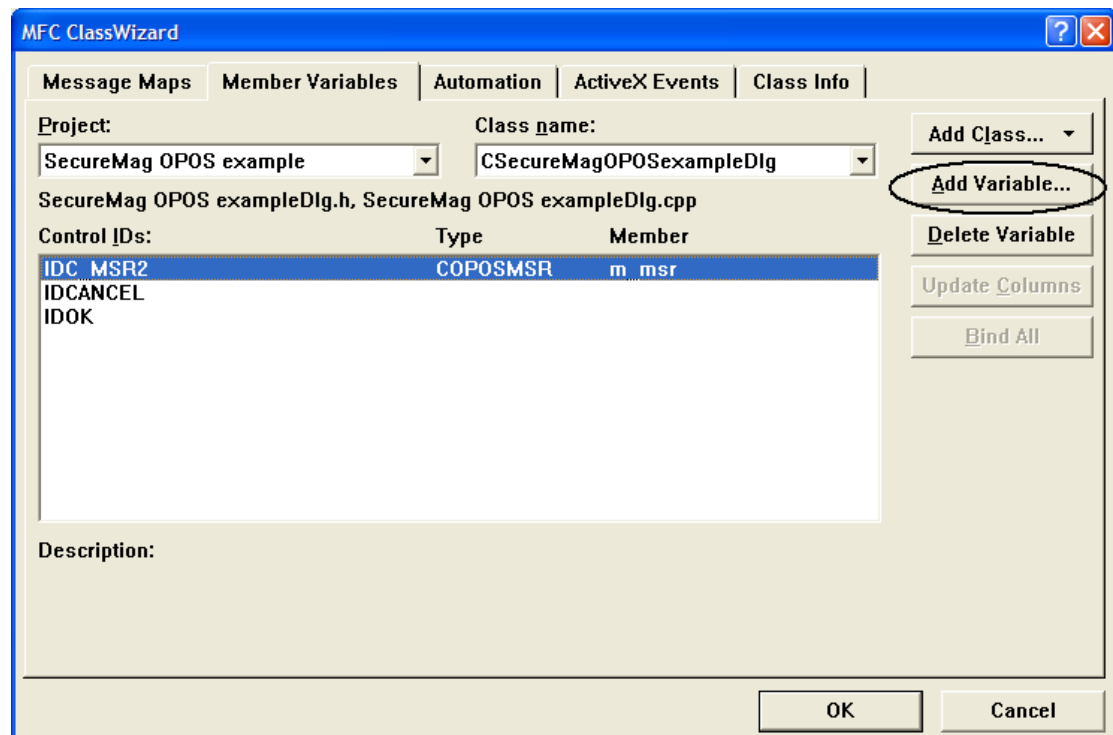 MFC ClassWizard
Message Maps Member Variables Automation ActiveX Events Class Info
Project: Class name:
Add Class...
SecureMag OPOS example CSecureMagOPOSexampleDlg
Add Variable...
SecureMag OPOS exampleDlg.h, SecureMag OPOS exampleDlg.cpp
Control IDs: Type Member
Delete Variable
IDC_MSR2 COPOSMSR m_msr
IDCANCEL
Update Columns
IDOK
Bind All
Description:
OK Cancel